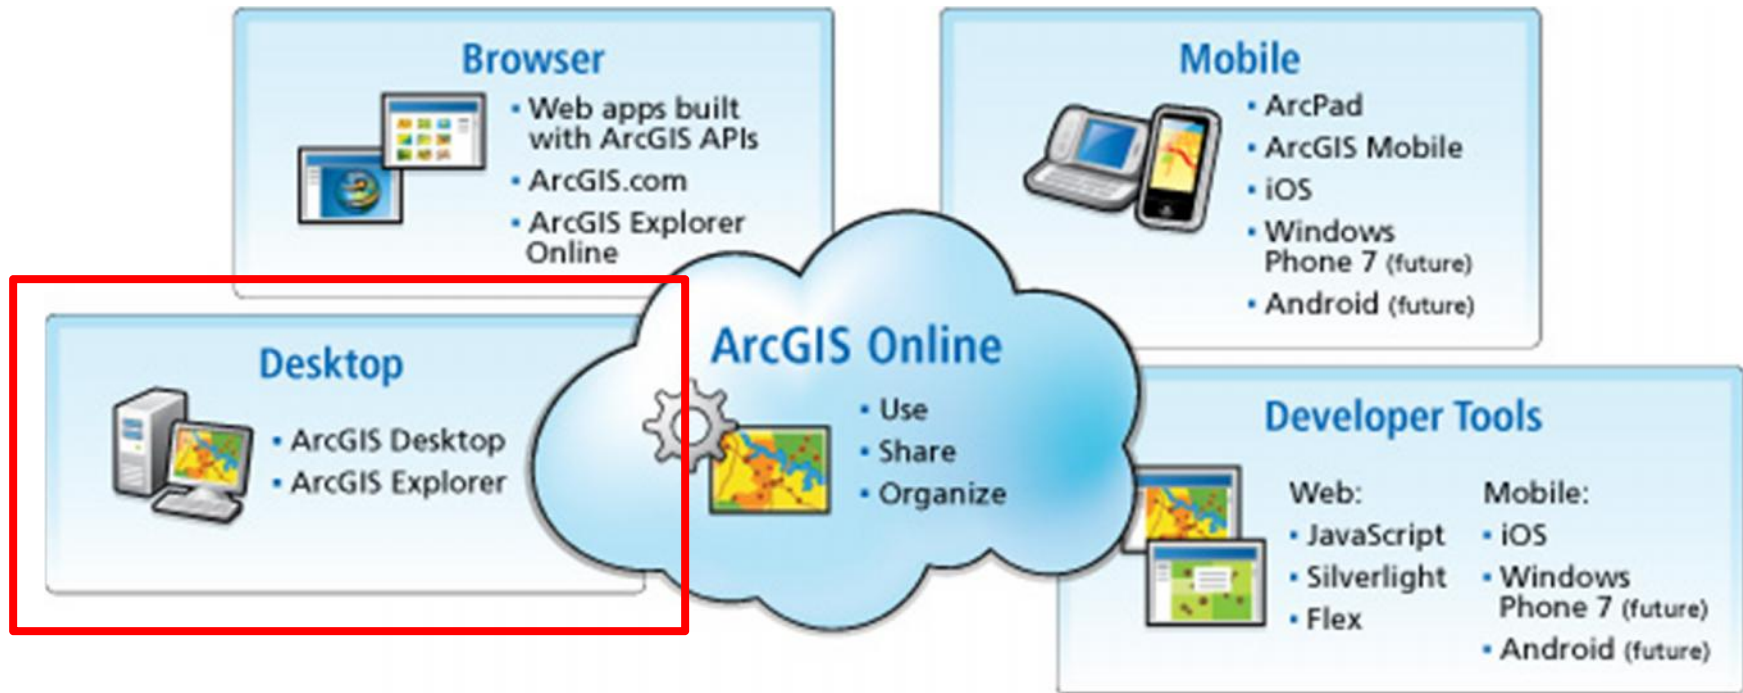 Browser
▪ Web apps built
with ArcGIS APIs
▪ ArcGIS.com
▪ ArcGIS Explorer
Online
Mobile
▪ ArcPad
▪ ArcGIS Mobile
▪ iOS
▪ Windows
Phone 7 (future)
▪ Android (future)
Desktop
▪ ArcGIS Desktop
▪ ArcGIS Explorer
ArcGIS Online
▪ Use
▪ Share
▪ Organize
Developer Tools
Web:
▪ JavaScript
▪ Silverlight
▪ Flex
Mobile:
▪ iOS
▪ Windows
Phone 7 (future)
▪ Android (future)